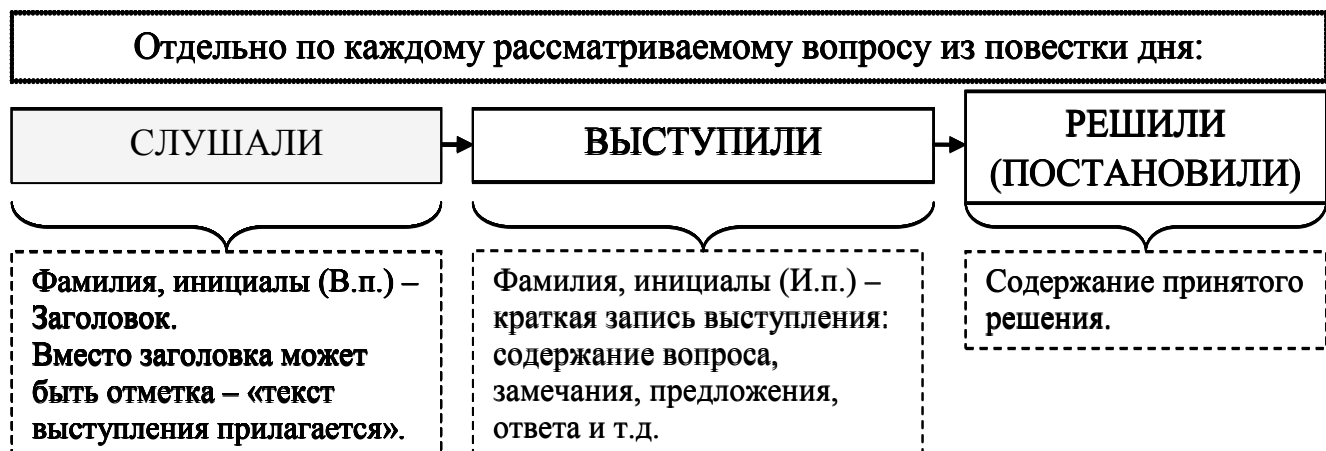 Отдельно по каждому рассматриваемому вопросу из повестки дня:
СЛУШАЛИ
ВЫСТУПИЛИ
РЕШИЛИ
(ПОСТАНОВИЛИ)
Фамилия, инициалы (В.п.) –
Заголовок.
Вместо заголовка может
быть отметка – «текст
выступления прилагается».
Фамилия, инициалы (И.п.) –
краткая запись выступления:
содержание вопроса,
замечания, предложения,
ответа и т.д.
Содержание принятого
решения.